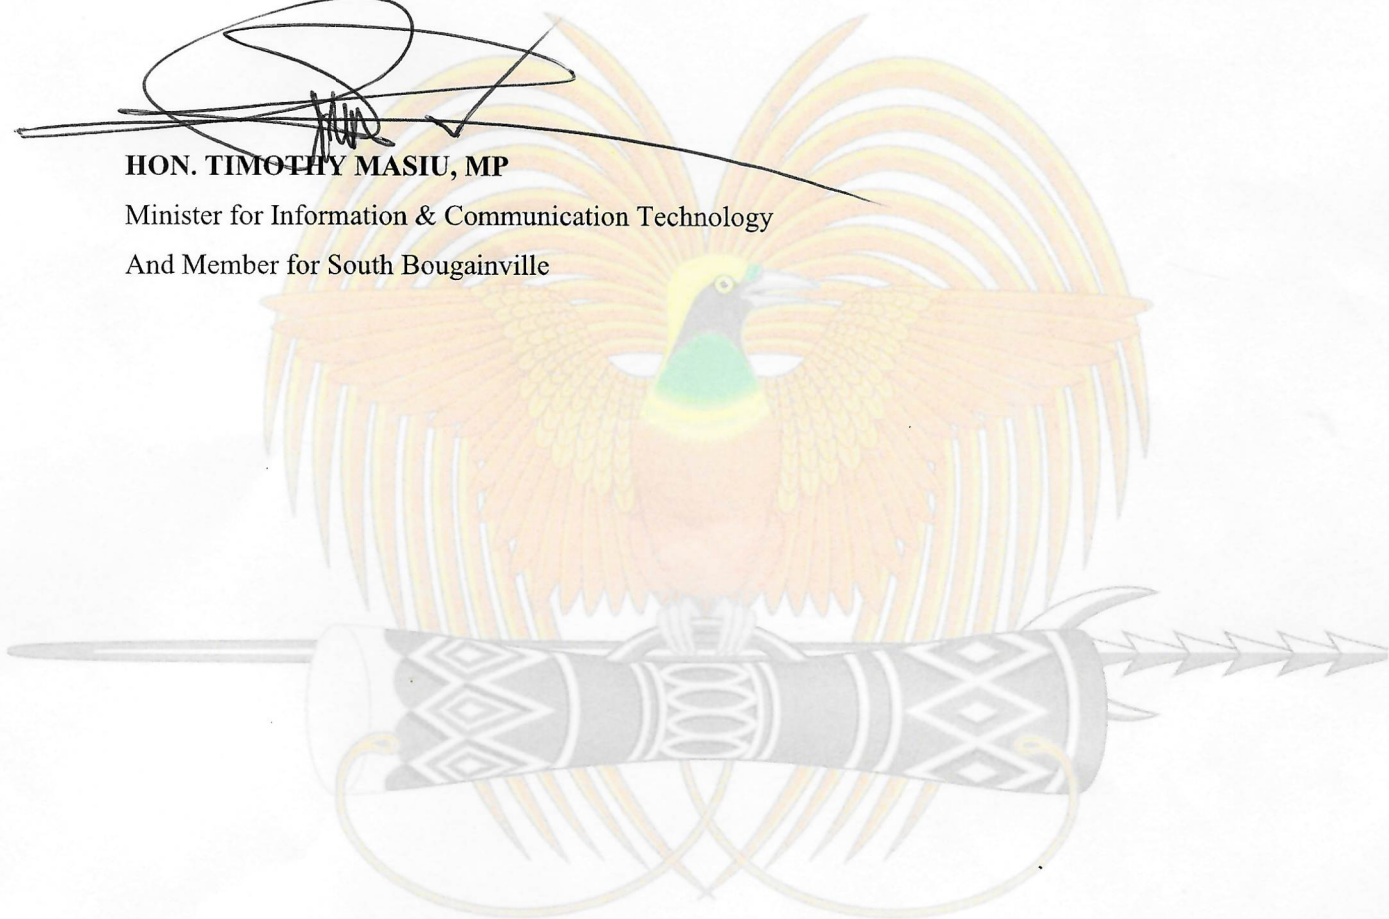 HON. TIMOTHY MASIU, MP
Minister for Information & Communication Technology
And Member for South Bougainville